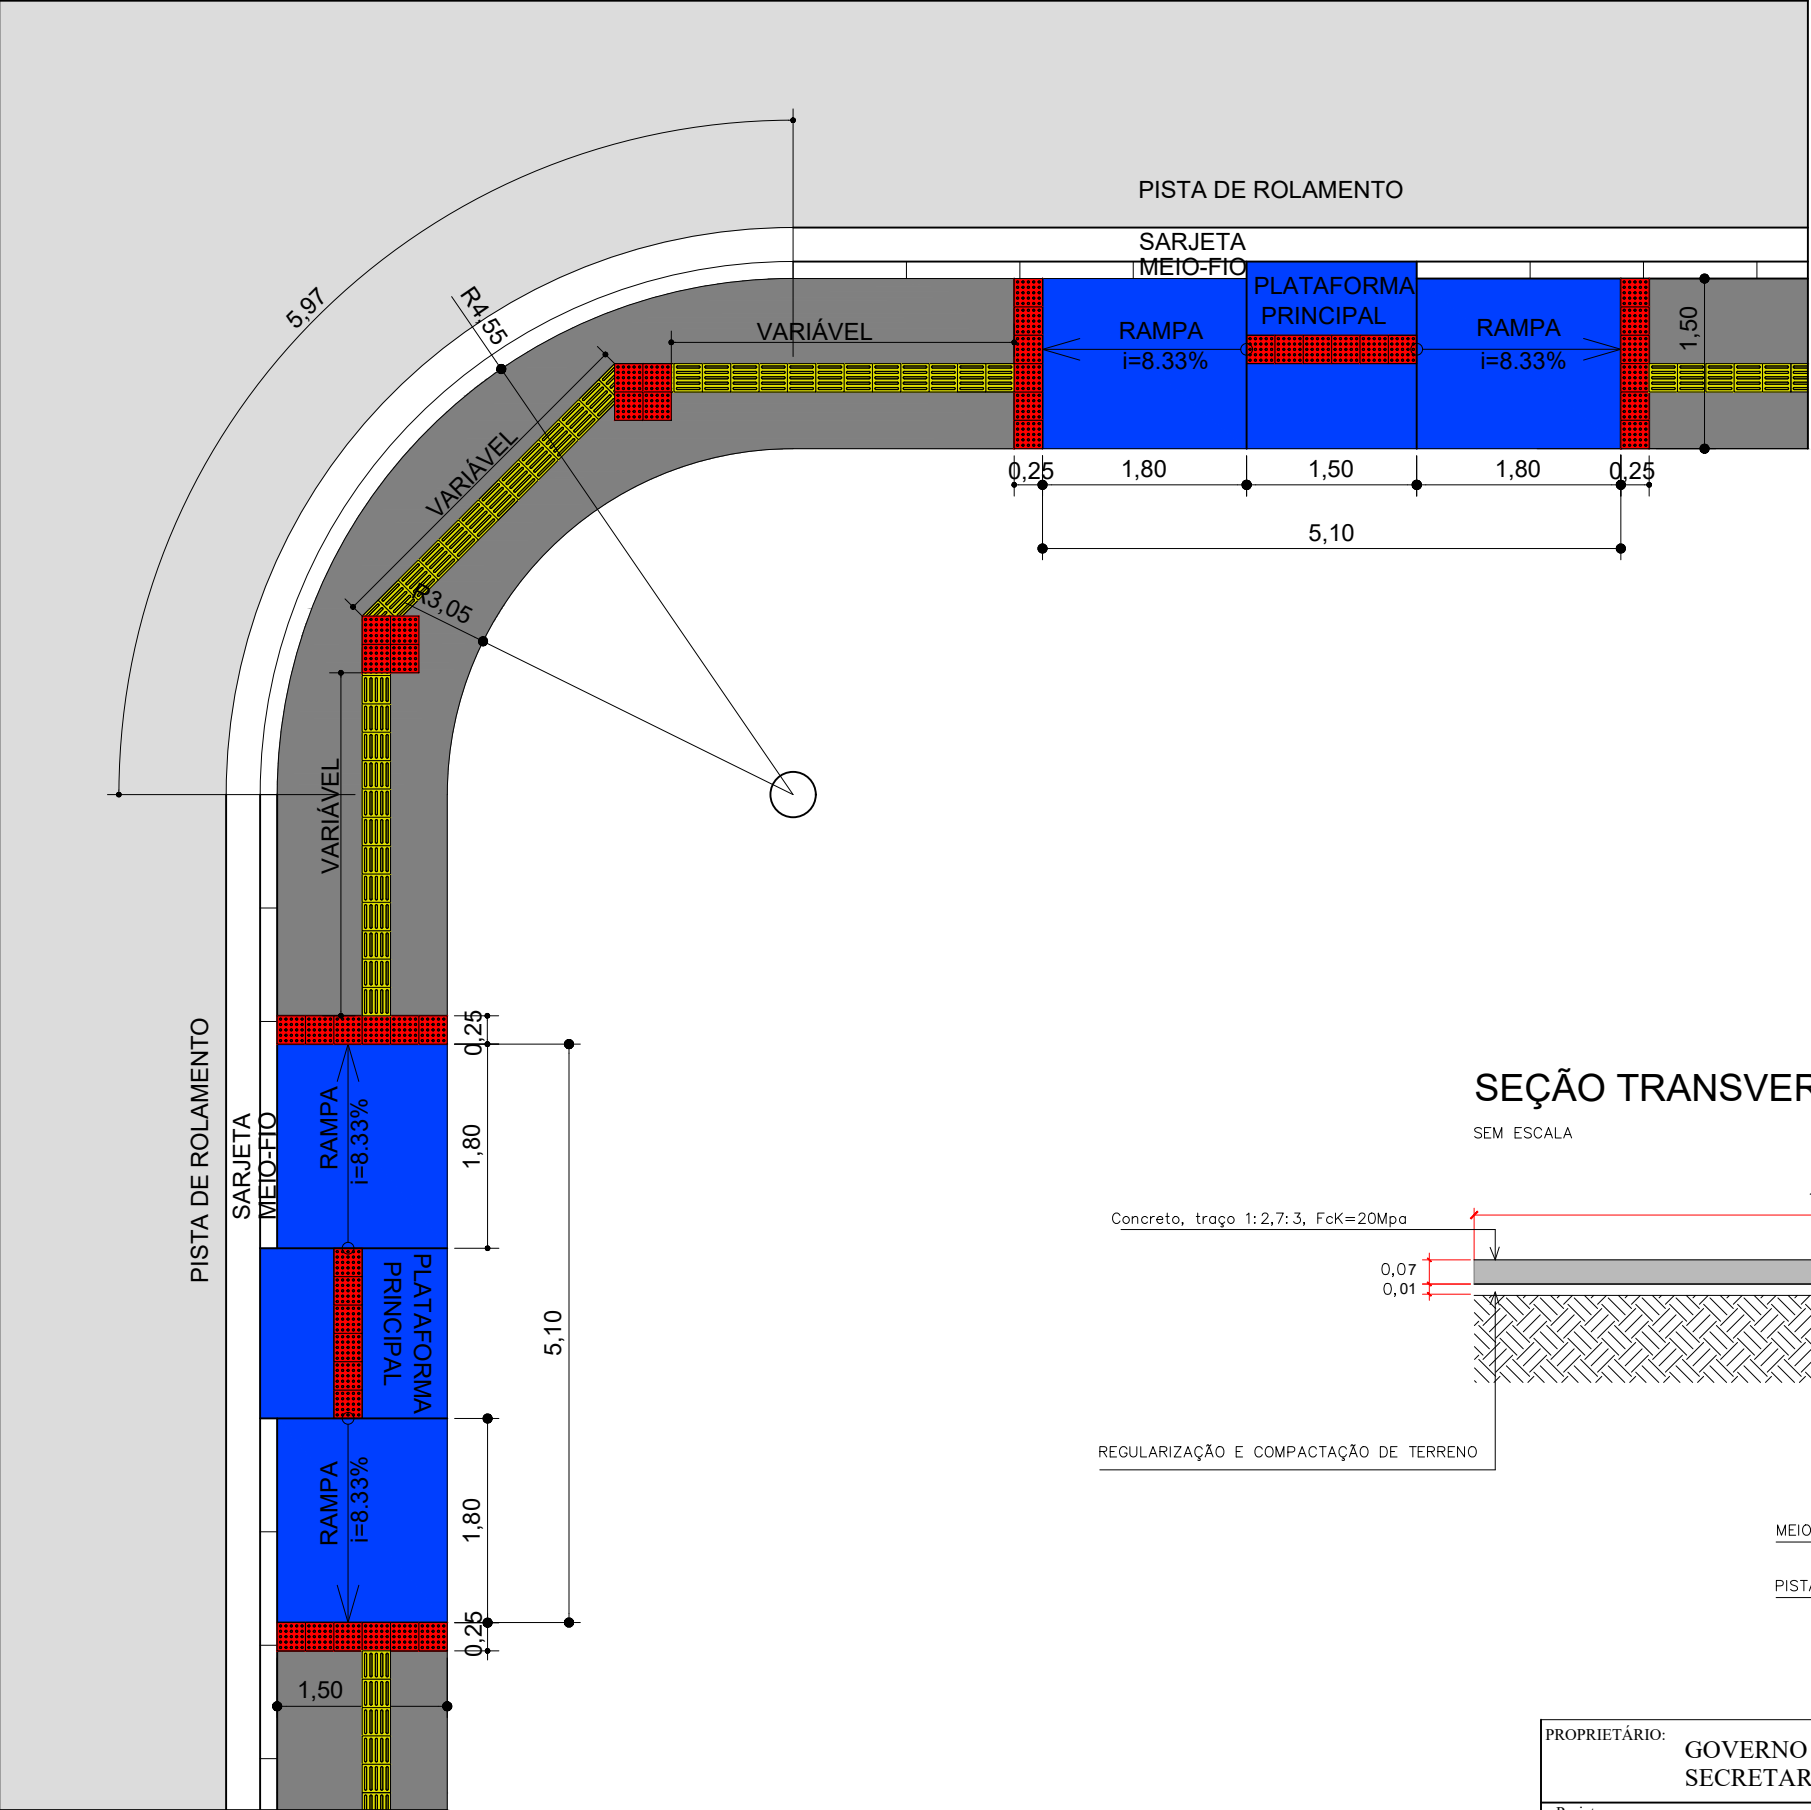 PISTA DE ROLAMENTO
SARJETA
MEIO-FIO
PLATAFORMA
PRINCIPAL
RAMPA
i=8.33%
RAMPA
i=8.33%
1,50
5,97
R4,55
VARIÁVEL
VARIÁVEL
R3,05
0,25
1,80
1,50
1,80
0,25
5,10
VARIÁVEL
PISTA DE ROLAMENTO
SARJETA
MEIO-FIO
0,25
RAMPA
i=8.33%
1,80
PLATAFORMA
PRINCIPAL
5,10
RAMPA
i=8.33%
1,80
0,25
1,50
SEÇÃO TRANSVER
SEM ESCALA
Concreto, traço 1:2,7:3, FcK=20Mpa
0,07
0,01
REGULARIZAÇÃO E COMPACTAÇÃO DE TERRENO
MEIO
PISTA
PROPRIETÁRIO:
GOVERNO
SECRETAR